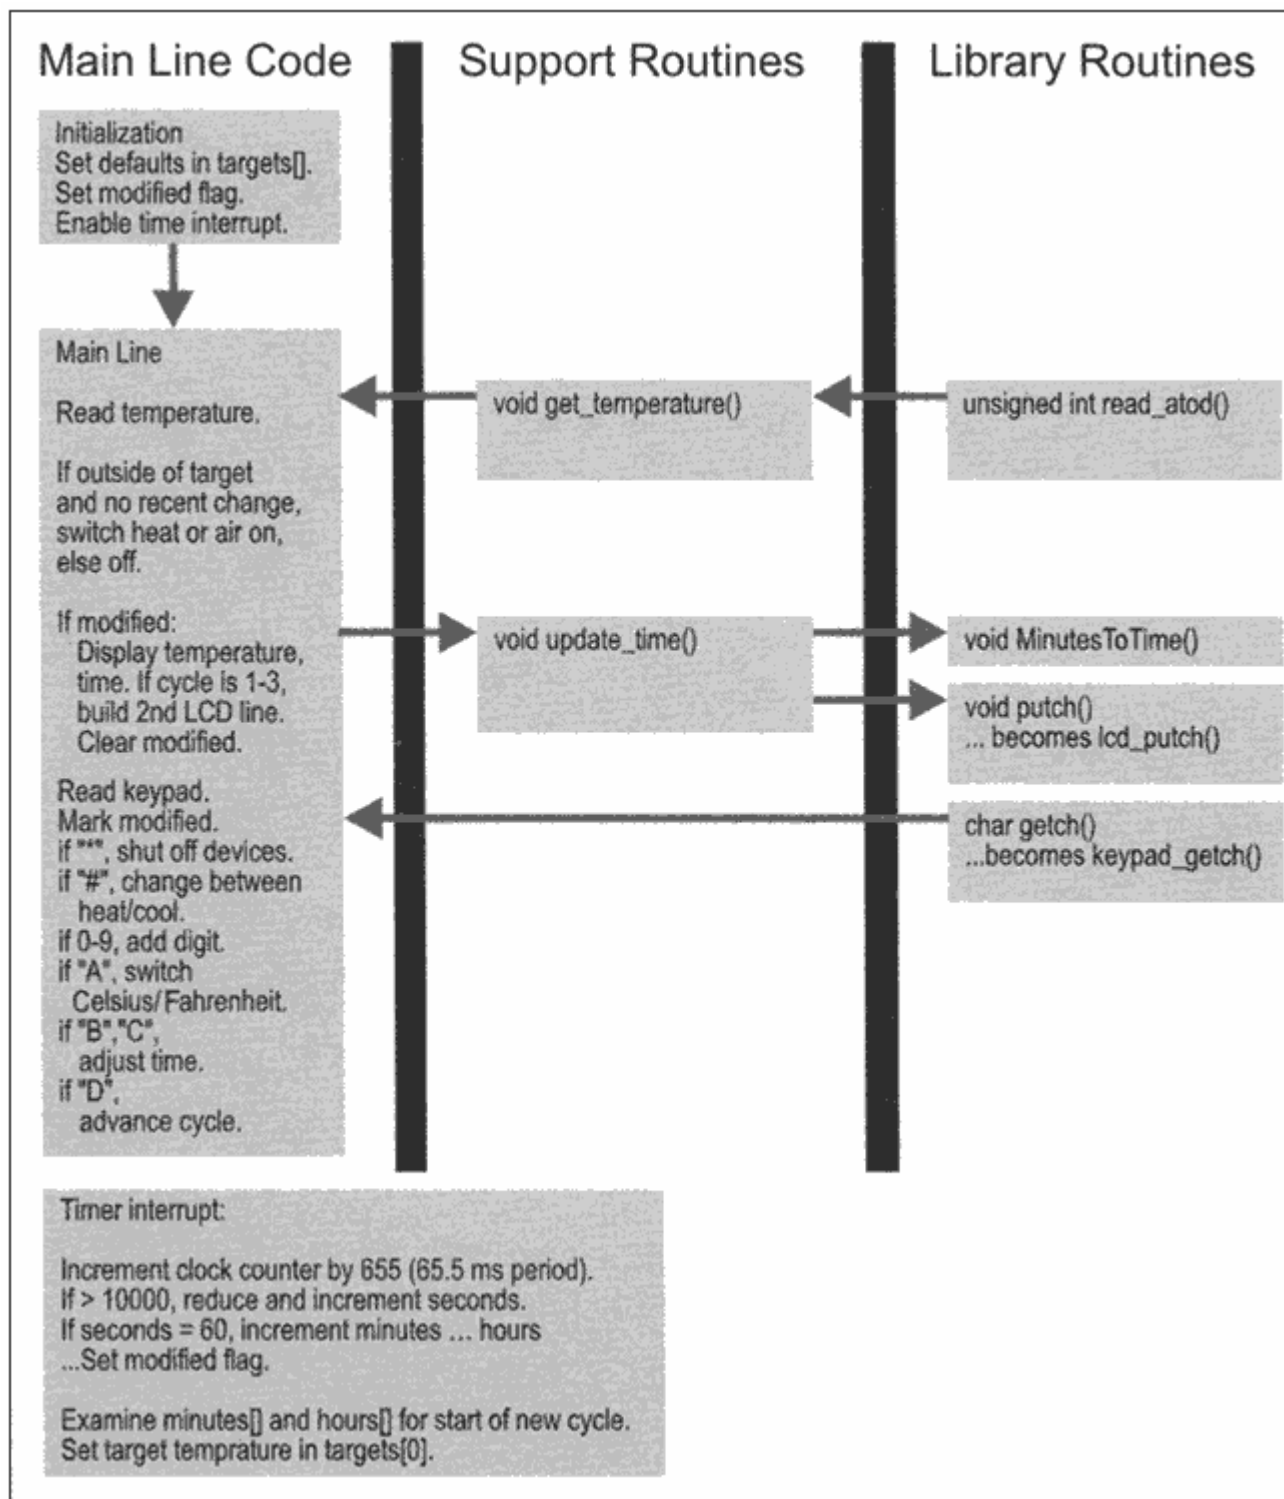 Main Line Code
Support Routines
Library Routines
Initialization
Set defaults in targets[].
Set modified flag.
Enable time interrupt.
Main Line
Read temperature.
If outside of target
and no recent change,
switch heat or air on,
else off.
If modified:
Display temperature,
time. If cycle is 1-3,
build 2nd LCD line.
Clear modified.
Read keypad.
Mark modified.
if "*", shut off devices.
if "#", change between
heat/cool.
if 0-9, add digit.
if "A", switch
Celsius/Fahrenheit.
if "B","C",
adjust time.
if "D",
advance cycle.
void get_temperature()
unsigned int read_atod()
void update_time()
void MinutesToTime()
void putch()
... becomes lcd_putch()
char getch()
...becomes keypad_getch()
Timer interrupt:
Increment clock counter by 655 (65.5 ms period).
If > 10000, reduce and increment seconds.
If seconds = 60, increment minutes ... hours
...Set modified flag.
Examine minutes[] and hours[] for start of new cycle.
Set target temprature in targets[0].